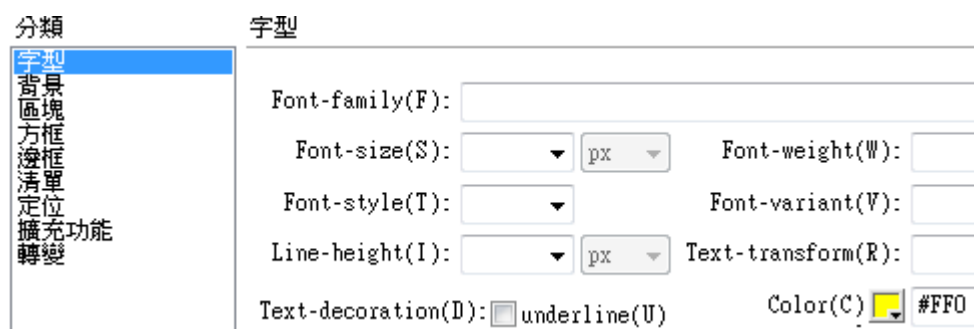 分類
字型
背景
區塊
方框
邊框
清單
定位
擴充功能
轉變
字型
Font-family(F):
Font-size(S): px Font-weight(W):
Font-style(T): Font-variant(V):
Line-height(I): px Text-transform(R):
Text-decoration(D): underline(U) Color(C) #FF0